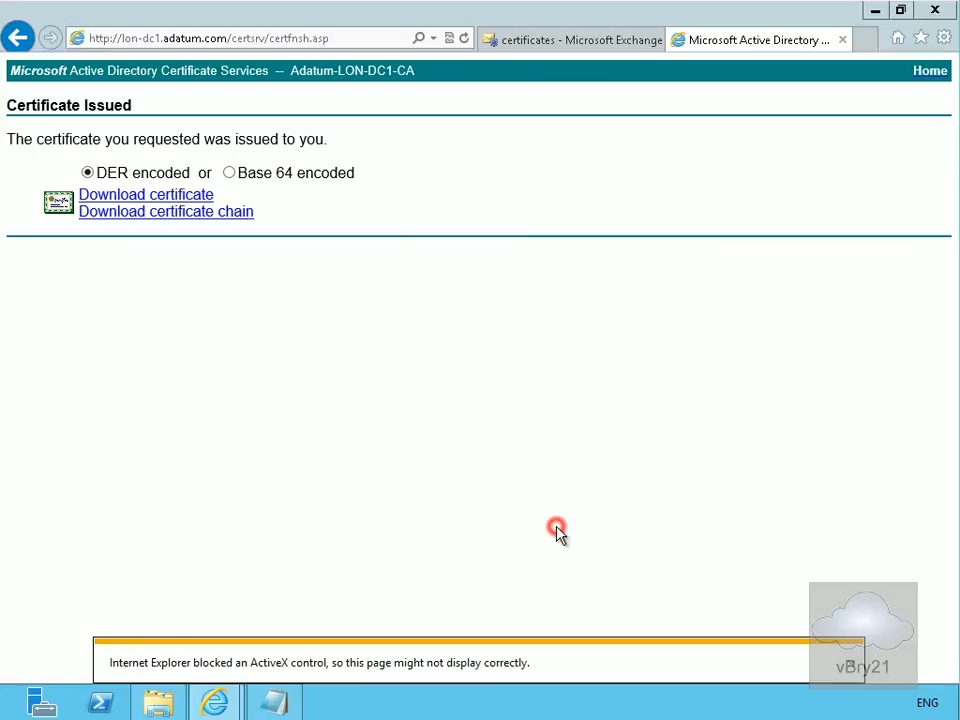 http://lon-dc1.adatum.com/certsrv/certfnsh.asp
certificates - Microsoft Exchange
Microsoft Active Directory ...
Microsoft Active Directory Certificate Services -- Adatum-LON-DC1-CA
Home
Certificate Issued
The certificate you requested was issued to you.
DER encoded or Base 64 encoded
Download certificate
Download certificate chain
Internet Explorer blocked an ActiveX control, so this page might not display correctly.
vBry21
ENG